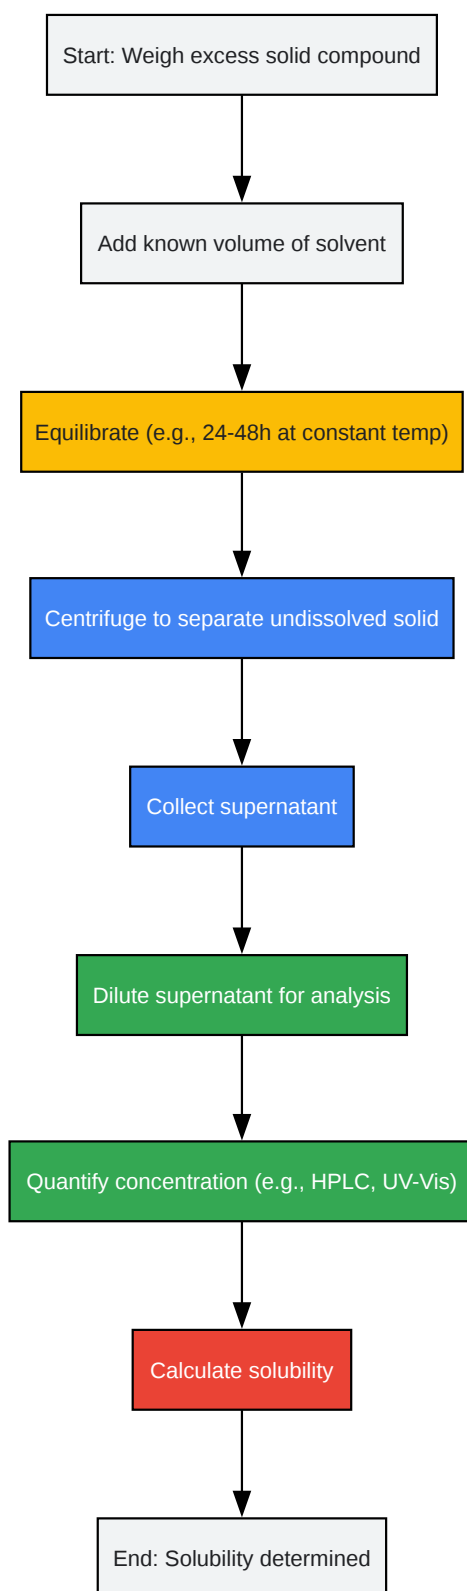 Start: Weigh excess solid compound
Add known volume of solvent
Equilibrate (e.g., 24-48h at constant temp)
Centrifuge to separate undissolved solid
Collect supernatant
Dilute supernatant for analysis
Quantify concentration (e.g., HPLC, UV-Vis)
Calculate solubility
End: Solubility determined